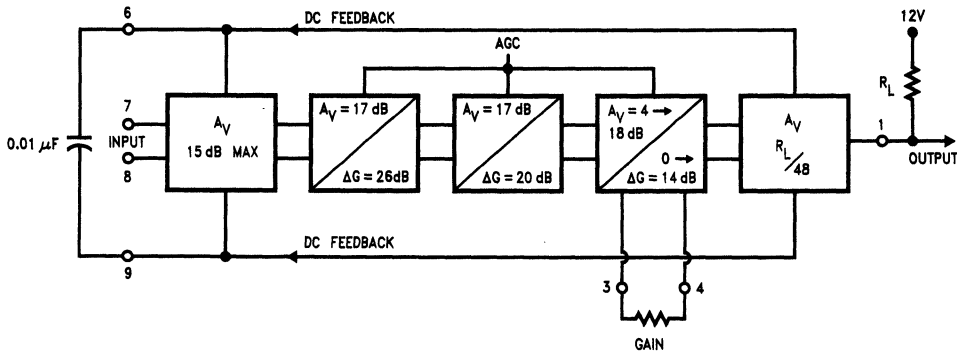 6
DC FEEDBACK
12V
AGC
R_L
7
INPUT
8
0.01 μF
A_V
15 dB MAX
A_V = 17 dB
ΔG = 26dB
A_V = 17 dB
ΔG = 20 dB
A_V = 4 →
18 dB
0 →
ΔG = 14 dB
A_V
R_L/48
1
OUTPUT
DC FEEDBACK
9
3
4
GAIN